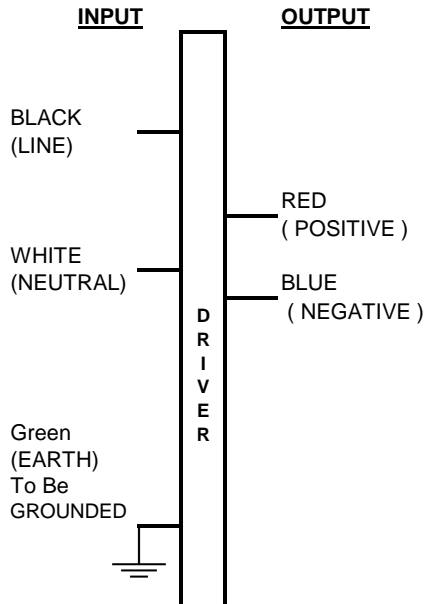 INPUT
OUTPUT
BLACK
(LINE)
RED
( POSITIVE )
WHITE
(NEUTRAL)
BLUE
( NEGATIVE )
D
R
I
V
E
R
Green
(EARTH)
To Be
GROUNDED